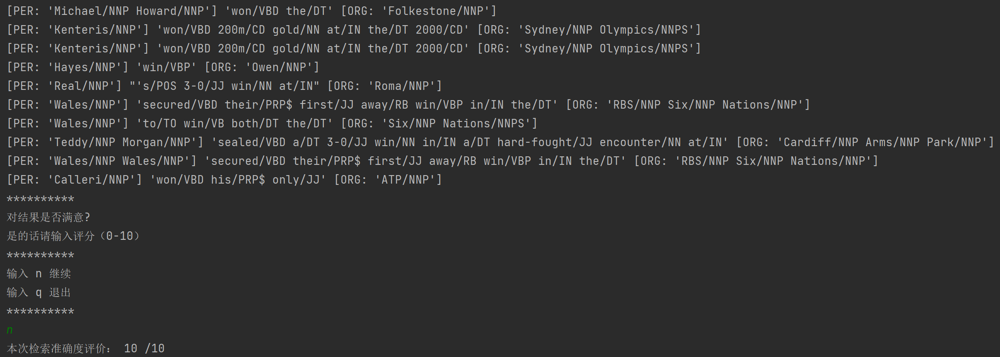 [PER: 'Michael/NNP Howard/NNP'] 'won/VBD the/DT' [ORG: 'Folkestone/NNP']
[PER: 'Kenteris/NNP'] 'won/VBD 200m/CD gold/NN at/IN the/DT 2000/CD' [ORG: 'Sydney/NNP Olympics/NNPS']
[PER: 'Kenteris/NNP'] 'won/VBD 200m/CD gold/NN at/IN the/DT 2000/CD' [ORG: 'Sydney/NNP Olympics/NNPS']
[PER: 'Hayes/NNP'] 'win/VBP' [ORG: 'Owen/NNP']
[PER: 'Real/NNP'] "'s/POS 3-0/JJ win/NN at/IN" [ORG: 'Roma/NNP']
[PER: 'Wales/NNP'] 'secured/VBD their/PRP$ first/JJ away/RB win/VBP in/IN the/DT' [ORG: 'RBS/NNP Six/NNP Nations/NNP']
[PER: 'Wales/NNP'] 'to/TO win/VB both/DT the/DT' [ORG: 'Six/NNP Nations/NNPS']
[PER: 'Teddy/NNP Morgan/NNP'] 'sealed/VBD a/DT 3-0/JJ win/NN in/IN a/DT hard-fought/JJ encounter/NN at/IN' [ORG: 'Cardiff/NNP Arms/NNP Park/NNP']
[PER: 'Wales/NNP Wales/NNP'] 'secured/VBD their/PRP$ first/JJ away/RB win/VBP in/IN the/DT' [ORG: 'RBS/NNP Six/NNP Nations/NNP']
[PER: 'Calleri/NNP'] 'won/VBD his/PRP$ only/JJ' [ORG: 'ATP/NNP']
**********
对结果是否满意?
是的话请输入评分（0-10）
**********
输入 n 继续
输入 q 退出
**********
n
本次检索准确度评价： 10 /10